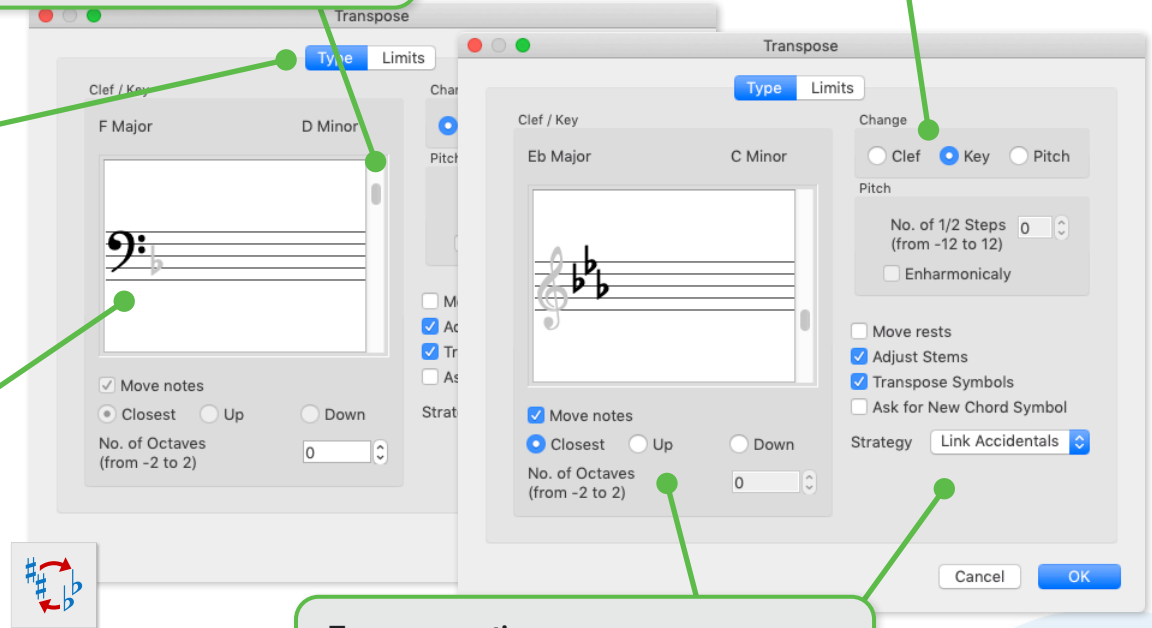 Transpose
Type Limits
Clef / Key
F Major D Minor
Move notes
Closest Up Down
No. of Octaves
(from -2 to 2)
0
Transpose
Type Limits
Clef / Key
Eb Major C Minor
Move notes
Closest Up Down
No. of Octaves
(from -2 to 2)
0
Change
Clef Key Pitch
Pitch
No. of 1/2 Steps
(from -12 to 12)
0
Enharmonicaly
Move rests
Adjust Stems
Transpose Symbols
Ask for New Chord Symbol
Strategy Link Accidentals
Cancel OK